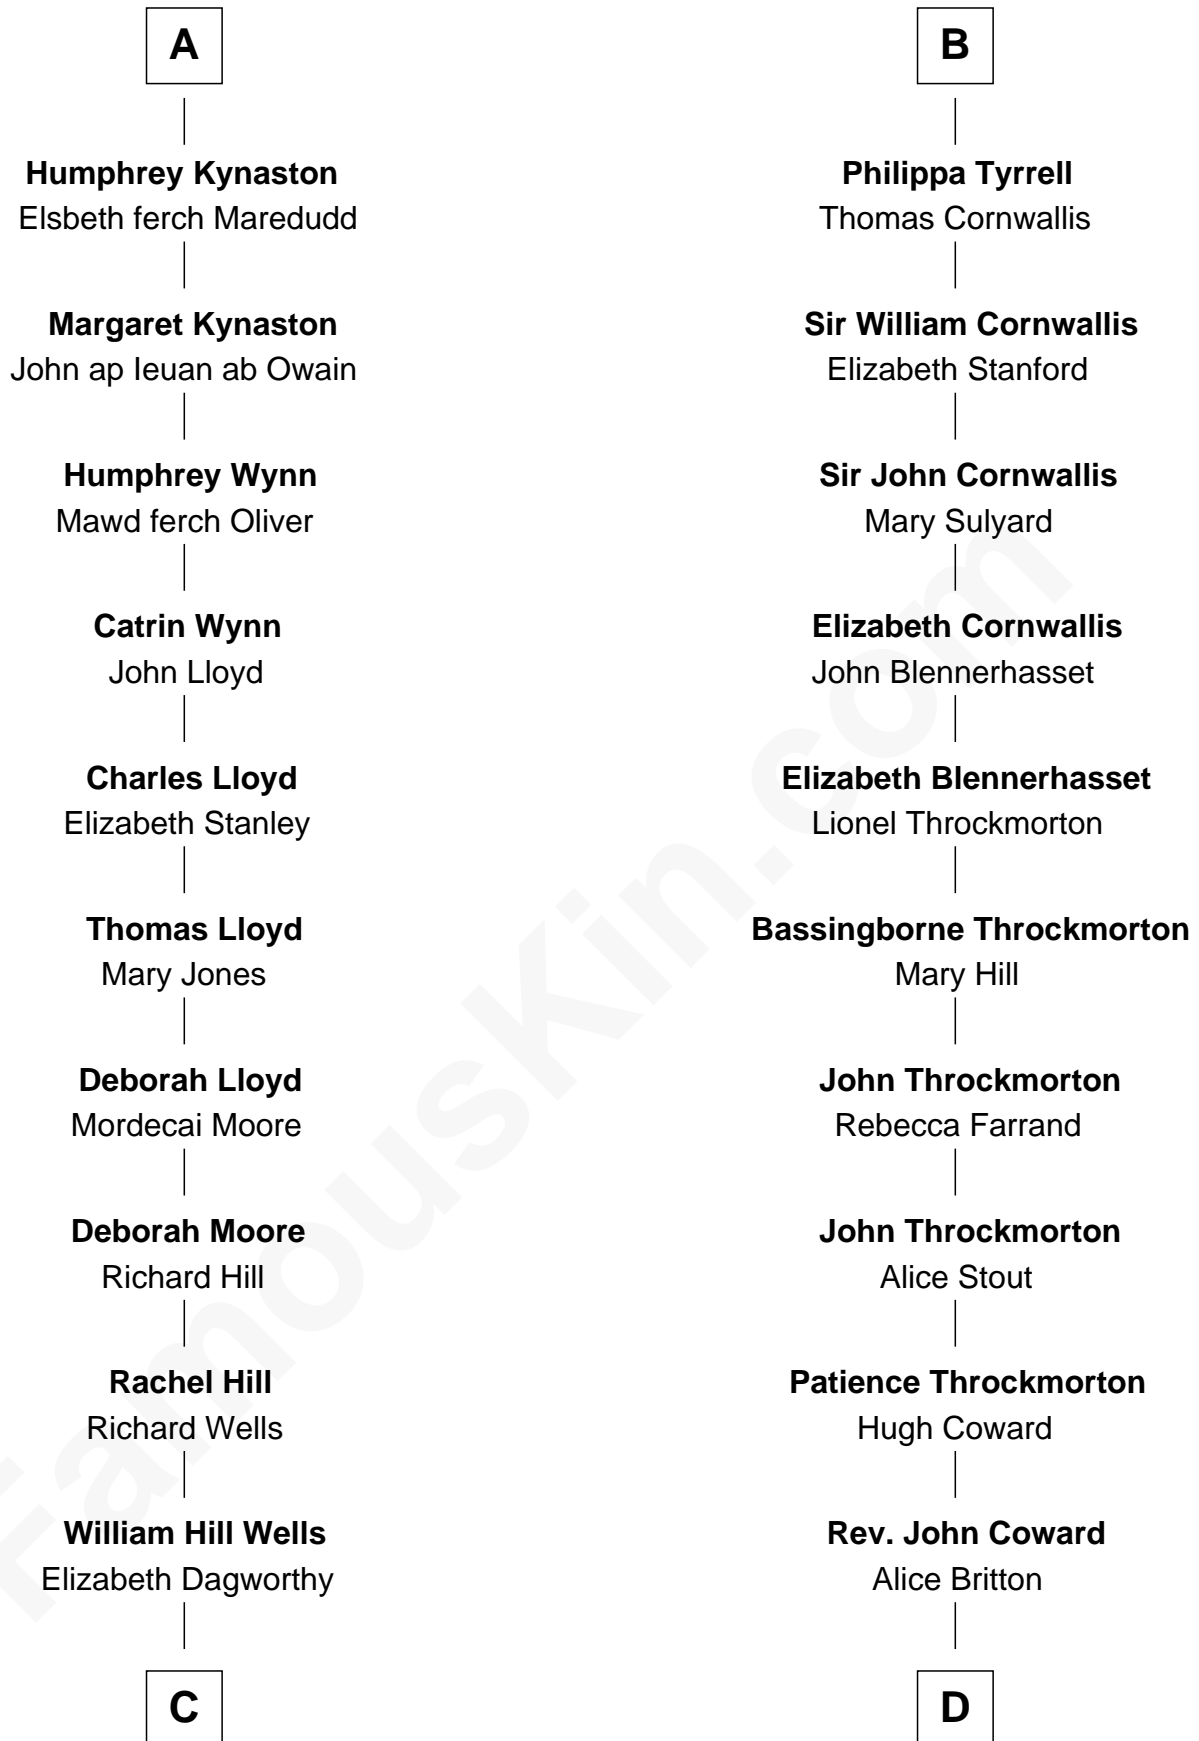 A
Humphrey Kynaston
Elsbeth ferch Maredudd
Margaret Kynaston
John ap Ieuan ab Owain
Humphrey Wynn
Mawd ferch Oliver
Catrin Wynn
John Lloyd
Charles Lloyd
Elizabeth Stanley
Thomas Lloyd
Mary Jones
Deborah Lloyd
Mordecai Moore
Deborah Moore
Richard Hill
Rachel Hill
Richard Wells
William Hill Wells
Elizabeth Dagworthy
C
B
Philippa Tyrrell
Thomas Cornwallis
Sir William Cornwallis
Elizabeth Stanford
Sir John Cornwallis
Mary Sulyard
Elizabeth Cornwallis
John Blennerhasset
Elizabeth Blennerhasset
Lionel Throckmorton
Bassingborne Throckmorton
Mary Hill
John Throckmorton
Rebecca Farrand
John Throckmorton
Alice Stout
Patience Throckmorton
Hugh Coward
Rev. John Coward
Alice Britton
D
FamousKin.com